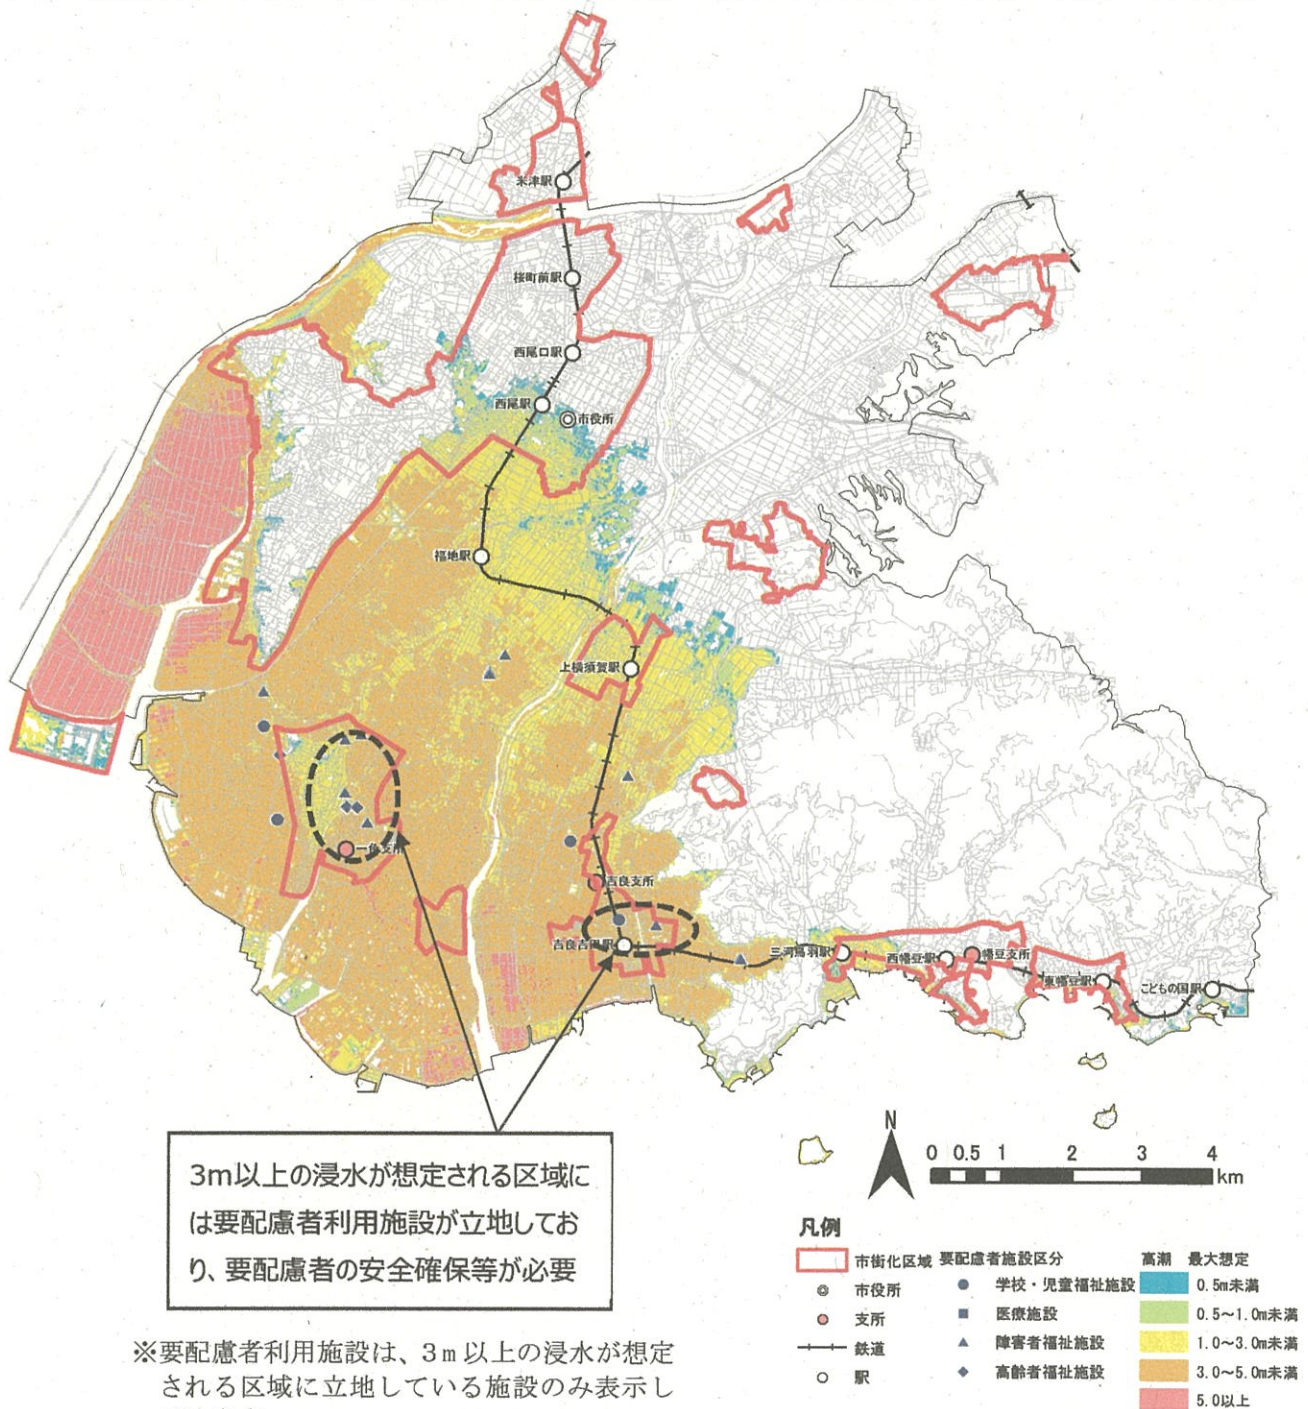 米津駅
桜町前駅
西尾口駅
西尾駅
市役所
福地駅
上横須賀駅
一色支所
吉良支所
吉良吉田駅
三河鳥羽駅
西幡豆駅
幡豆支所
東幡豆駅
こどもの国駅
3m以上の浸水が想定される区域に
は要配慮者利用施設が立地してお
り、要配慮者の安全確保等が必要
※要配慮者利用施設は、3m以上の浸水が想定
される区域に立地している施設のみ表示し
N
0 0.5 1 2 3 4
km
凡例
市街化区域
市役所
支所
鉄道
駅
要配慮者施設区分
学校・児童福祉施設
医療施設
障害者福祉施設
高齢者福祉施設
高潮 最大想定
0.5m未満
0.5~1.0m未満
1.0~3.0m未満
3.0~5.0m未満
5.0以上